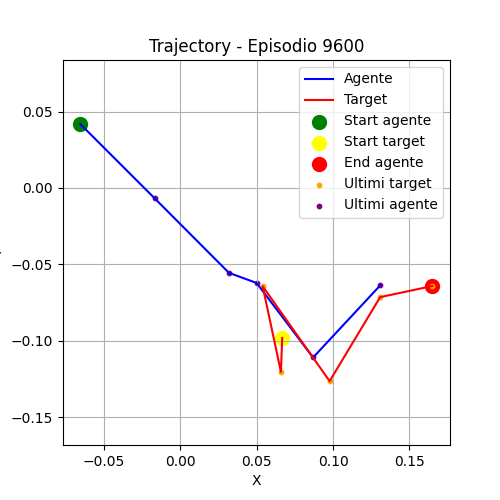 Trajectory - Episodio 9600
Agente
Target
Start agente
Start target
End agente
Ultimi target
Ultimi agente
0.05
0.00
−0.05
−0.10
−0.15
−0.05
0.00
0.05
0.10
0.15
X